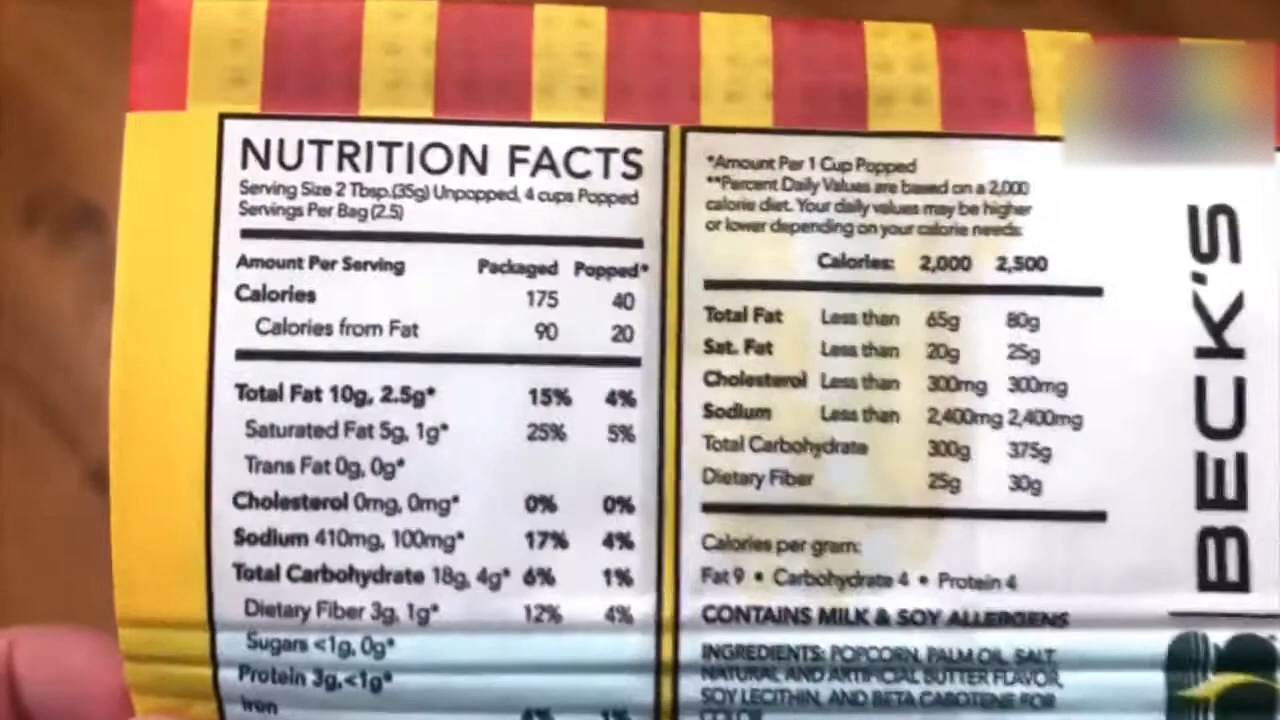 NUTRITION FACTS
Serving Size 2 Tbsp.(35g) Unpopped, 4 cups Popped
Servings Per Bag (2.5)
Amount Per Serving Packaged Popped*
Calories 175 40
Calories from Fat 90 20
Total Fat 10g, 2.5g* 15% 4%
Saturated Fat 5g, 1g* 25% 5%
Trans Fat 0g, 0g*
Cholesterol 0mg, 0mg* 0% 0%
Sodium 410mg, 100mg* 17% 4%
Total Carbohydrate 18g, 4g* 6% 1%
Dietary Fiber 3g, 1g* 12% 4%
Sugars <1g, 0g*
Protein 3g,<1g*
Iron
*Amount Per 1 Cup Popped
**Percent Daily Values are based on a 2,000
calorie diet. Your daily values may be higher
or lower depending on your calorie needs:
Calories: 2,000 2,500
Total Fat Less than 65g 80g
Sat. Fat Less than 20g 25g
Cholesterol Less than 300mg 300mg
Sodium Less than 2,400mg 2,400mg
Total Carbohydrate 300g 375g
Dietary Fiber 25g 30g
Calories per gram:
Fat 9 • Carbohydrate 4 • Protein 4
CONTAINS MILK & SOY ALLERGENS
INGREDIENTS: POPCORN, PALM OIL, SALT,
NATURAL AND ARTIFICIAL BUTTER FLAVOR,
SOY LECITHIN, AND BETA CAROTENE FOR
COLOR
BECK'S